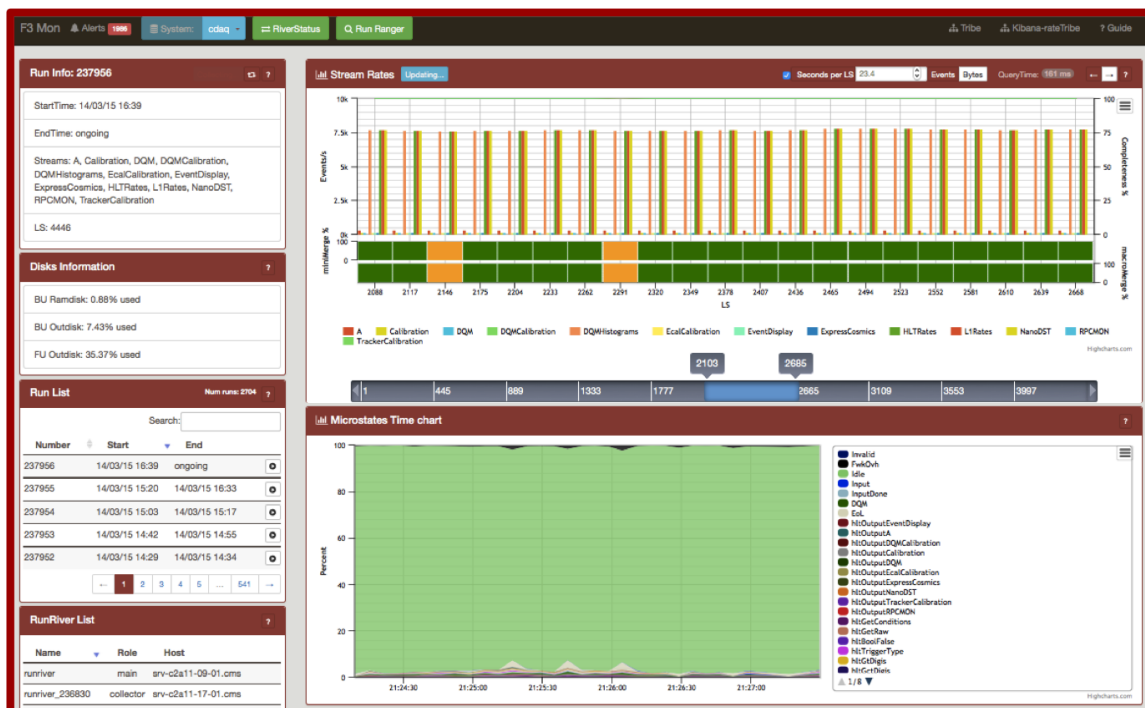 F3 Mon Alerts 1986 System: cdaq RiverStatus Run Ranger Tribe Kibana-rateTribe ? Guide
Run Info: 237956 ?
StartTime: 14/03/15 16:39
EndTime: ongoing
Streams: A, Calibration, DQM, DQMCalibration,
DQMHistograms, EcalCalibration, EventDisplay,
ExpressCosmics, HLTRates, L1Rates, NanoDST,
RPCMON, TrackerCalibration
LS: 4446
Disks Information ?
BU Ramdisk: 0.88% used
BU Outdisk: 7.43% used
FU Outdisk: 35.37% used
Run List Num runs: 2704 ?
Search:
Number Start End
237956 14/03/15 16:39 ongoing
237955 14/03/15 15:20 14/03/15 16:33
237954 14/03/15 15:03 14/03/15 15:17
237953 14/03/15 14:42 14/03/15 14:55
237952 14/03/15 14:29 14/03/15 14:34
← 1 2 3 4 5 ... 541 →
RunRiver List ?
Name Role Host
runriver main srv-c2a11-09-01.cms
runriver_236830 collector srv-c2a11-17-01.cms
Stream Rates Updating... Seconds per LS 23.4 Events Bytes QueryTime: 161 ms ← → ?
10k 100
7.5k 75
5k 50
2.5k 25
0k 0
Events/s
Completeness %
100
0
miniMerge %
100
0
macroMerge %
2088 2117 2146 2175 2204 2233 2262 2291 2320 2349 2378 2407 2436 2465 2494 2523 2552 2581 2610 2639 2668
LS
A Calibration DQM DQMCalibration DQMHistograms EcalCalibration EventDisplay ExpressCosmics HLTRates L1Rates NanoDST RPCMON
TrackerCalibration
Highcharts.com
2103 2685
1 445 889 1333 1777 2665 3109 3553 3997
Microstates Time chart ?
100
80
60
40
20
0
Percent
21:24:30 21:25:00 21:25:30 21:26:00 21:26:30 21:27:00
Invalid
FwkOvh
Idle
Input
InputDone
DQM
EoL
hltOutputEventDisplay
hltOutputA
hltOutputDQMCalibration
hltOutputCalibration
hltOutputDQM
hltOutputEcalCalibration
hltOutputExpressCosmics
hltOutputNanoDST
hltOutputTrackerCalibration
hltOutputRPCMON
hltGetConditions
hltGetRaw
hltBoolFalse
hltTriggerType
hltGtDigis
hltGctDigis
1/8
Highcharts.com